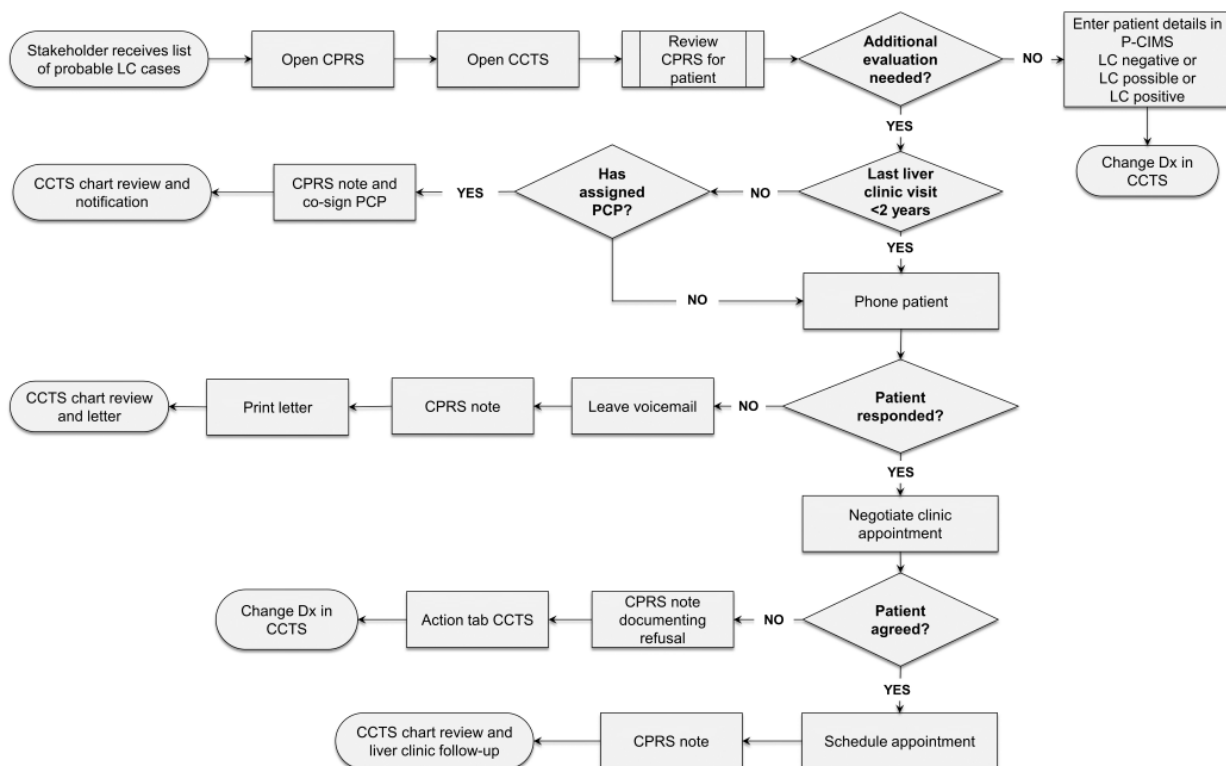 Stakeholder receives list
of probable LC cases
Open CPRS
Open CCTS
Review
CPRS for
patient
Additional
evaluation
needed?
NO
Enter patient details in
P-CIMS
LC negative or
LC possible or
LC positive
YES
Change Dx in
CCTS
CCTS chart review and
notification
CPRS note and
co-sign PCP
YES
Has
assigned
PCP?
NO
Last liver
clinic visit
<2 years
YES
NO
Phone patient
CCTS chart review
and letter
Print letter
CPRS note
Leave voicemail
NO
Patient
responded?
YES
Negotiate clinic
appointment
Change Dx in
CCTS
Action tab CCTS
CPRS note
documenting
refusal
NO
Patient
agreed?
YES
CCTS chart review and
liver clinic follow-up
CPRS note
Schedule appointment